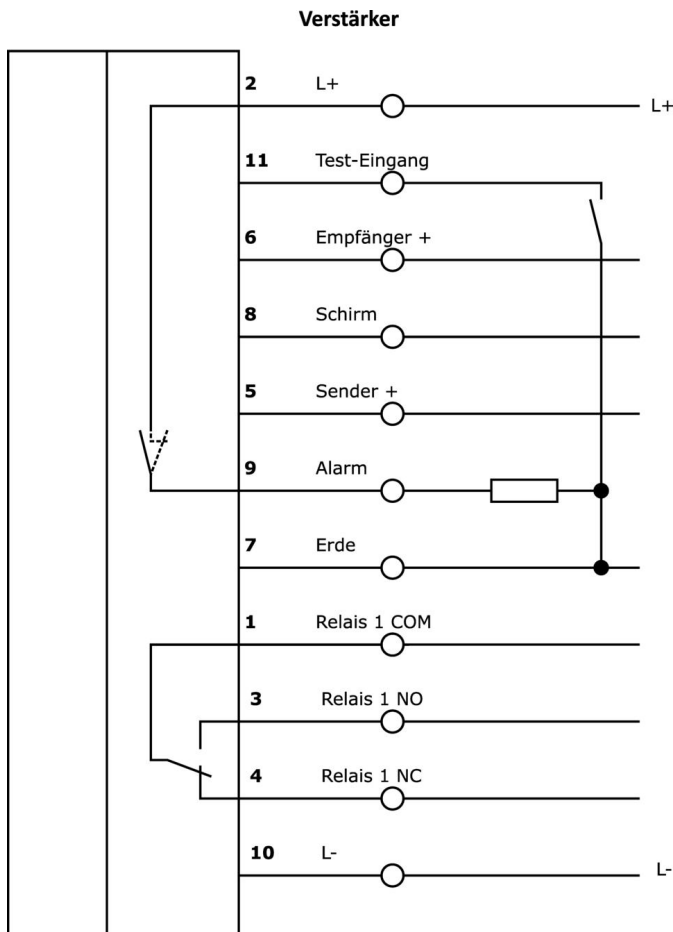 Verstärker
2 L+
L+
11 Test-Eingang
6 Empfänger +
8 Schirm
5 Sender +
9 Alarm
7 Erde
1 Relais 1 COM
3 Relais 1 NO
4 Relais 1 NC
10 L-
L-